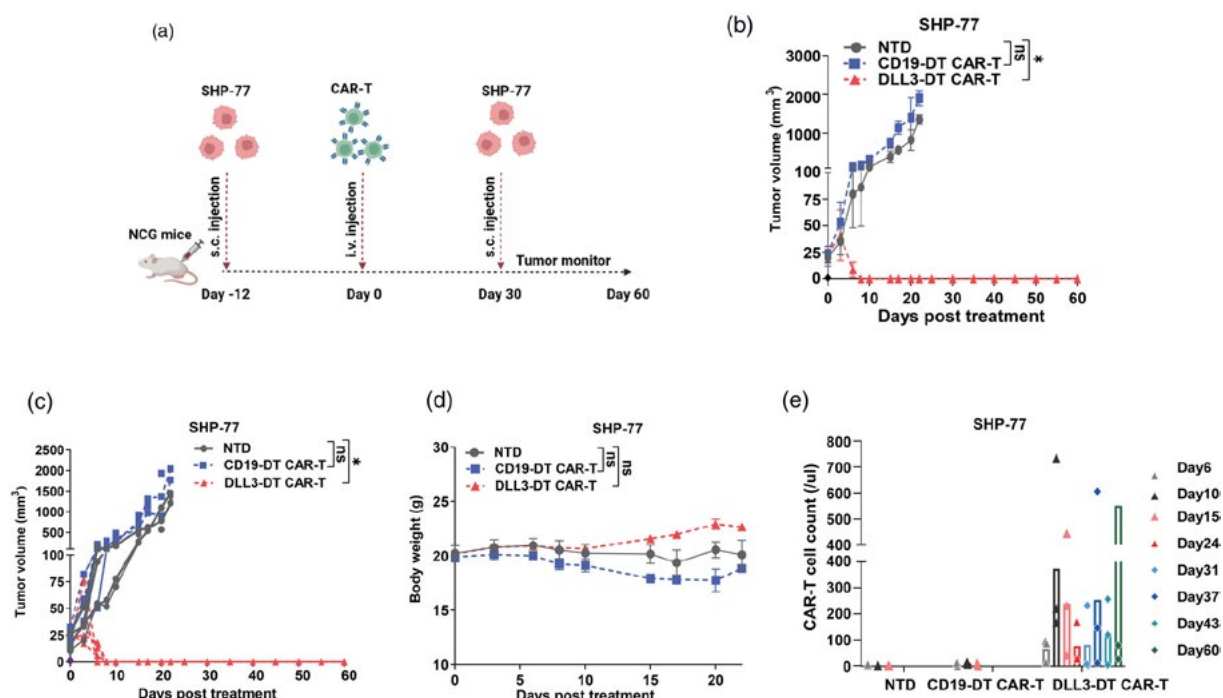 (a)
SHP-77
CAR-T
SHP-77
NCG mice
s.c. injection
i.v. injection
s.c. injection
Tumor monitor
Day -12
Day 0
Day 30
Day 60
(b)
SHP-77
NTD
CD19-DT CAR-T
DLL3-DT CAR-T
ns
*
Tumor volume (mm³)
3000
2000
1000
100
75
50
25
0
0 10 20 30 40 50 60
Days post treatment
(c)
SHP-77
NTD
CD19-DT CAR-T
DLL3-DT CAR-T
ns
*
Tumor volume (mm³)
2500
2000
1500
1000
500
100
75
50
25
0
0 10 20 30 40 50 60
Days post treatment
(d)
SHP-77
NTD
CD19-DT CAR-T
DLL3-DT CAR-T
ns
ns
Body weight (g)
30
25
20
15
10
0 5 10 15 20
Days post treatment
(e)
SHP-77
CAR-T cell count (/ul)
800
700
600
500
400
400
300
200
100
0
NTD CD19-DT CAR-T DLL3-DT CAR-T
Day6
Day10
Day15
Day24
Day31
Day37
Day43
Day60